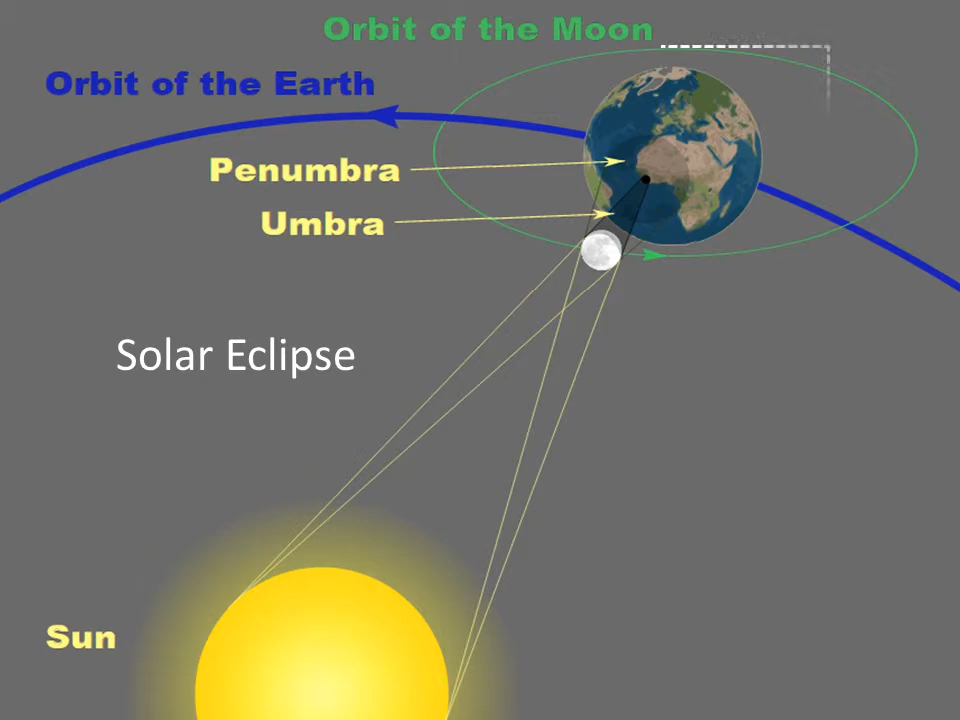 Orbit of the Moon
Orbit of the Earth
Penumbra
Umbra
Solar Eclipse
Sun